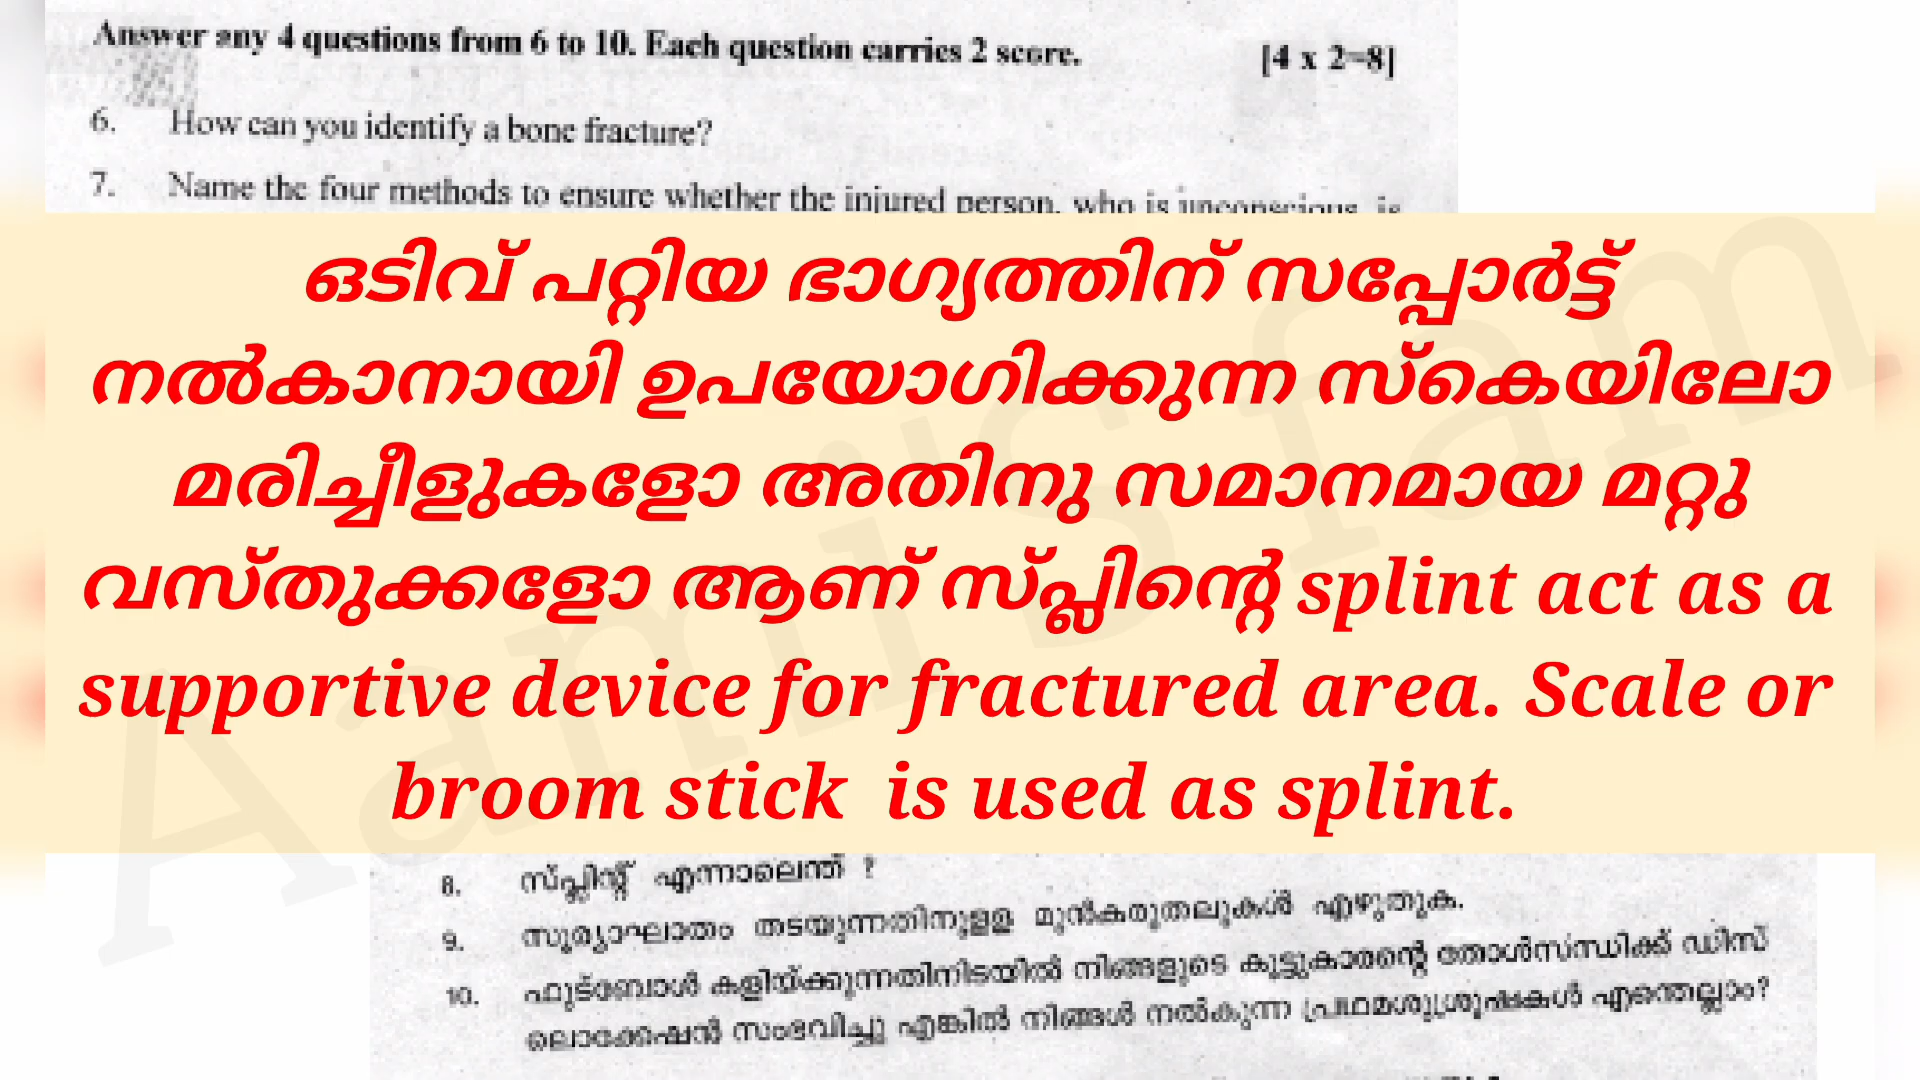 Answer any 4 questions from 6 to 10. Each question carries 2 score. [4 x 2=8]
6. How can you identify a bone fracture?
7. Name the four methods to ensure whether the injured person, who is unconscious, is
ഒടിവ് പറ്റിയ ഭാഗ്യത്തിന് സപ്പോർട്ട്
നൽകാനായി ഉപയോഗിക്കുന്ന സ്കെയിലോ
മരിച്ചീളുകളോ അതിനു സമാനമായ മറ്റു
വസ്തുക്കളോ ആണ് സ്പ്ലിന്റെ splint act as a
supportive device for fractured area. Scale or
broom stick is used as splint.
Aami's fam
8. സ്പ്ലിന്റ് എന്നാലെന്ത് ?
9. സൂര്യാഘാതം തടയുന്നതിനുള്ള മുൻകരുതലുകൾ എഴുതുക.
10. ഫുട്ബോൾ കളിയ്ക്കുന്നതിനിടയിൽ നിങ്ങളുടെ കൂട്ടുകാരന്റെ തോൾസന്ധിക്ക് ഡിസ്
ലൊക്കേഷൻ സംഭവിച്ചു എങ്കിൽ നിങ്ങൾ നൽകുന്ന പ്രഥമശുശ്രൂഷകൾ എന്തെല്ലാം?